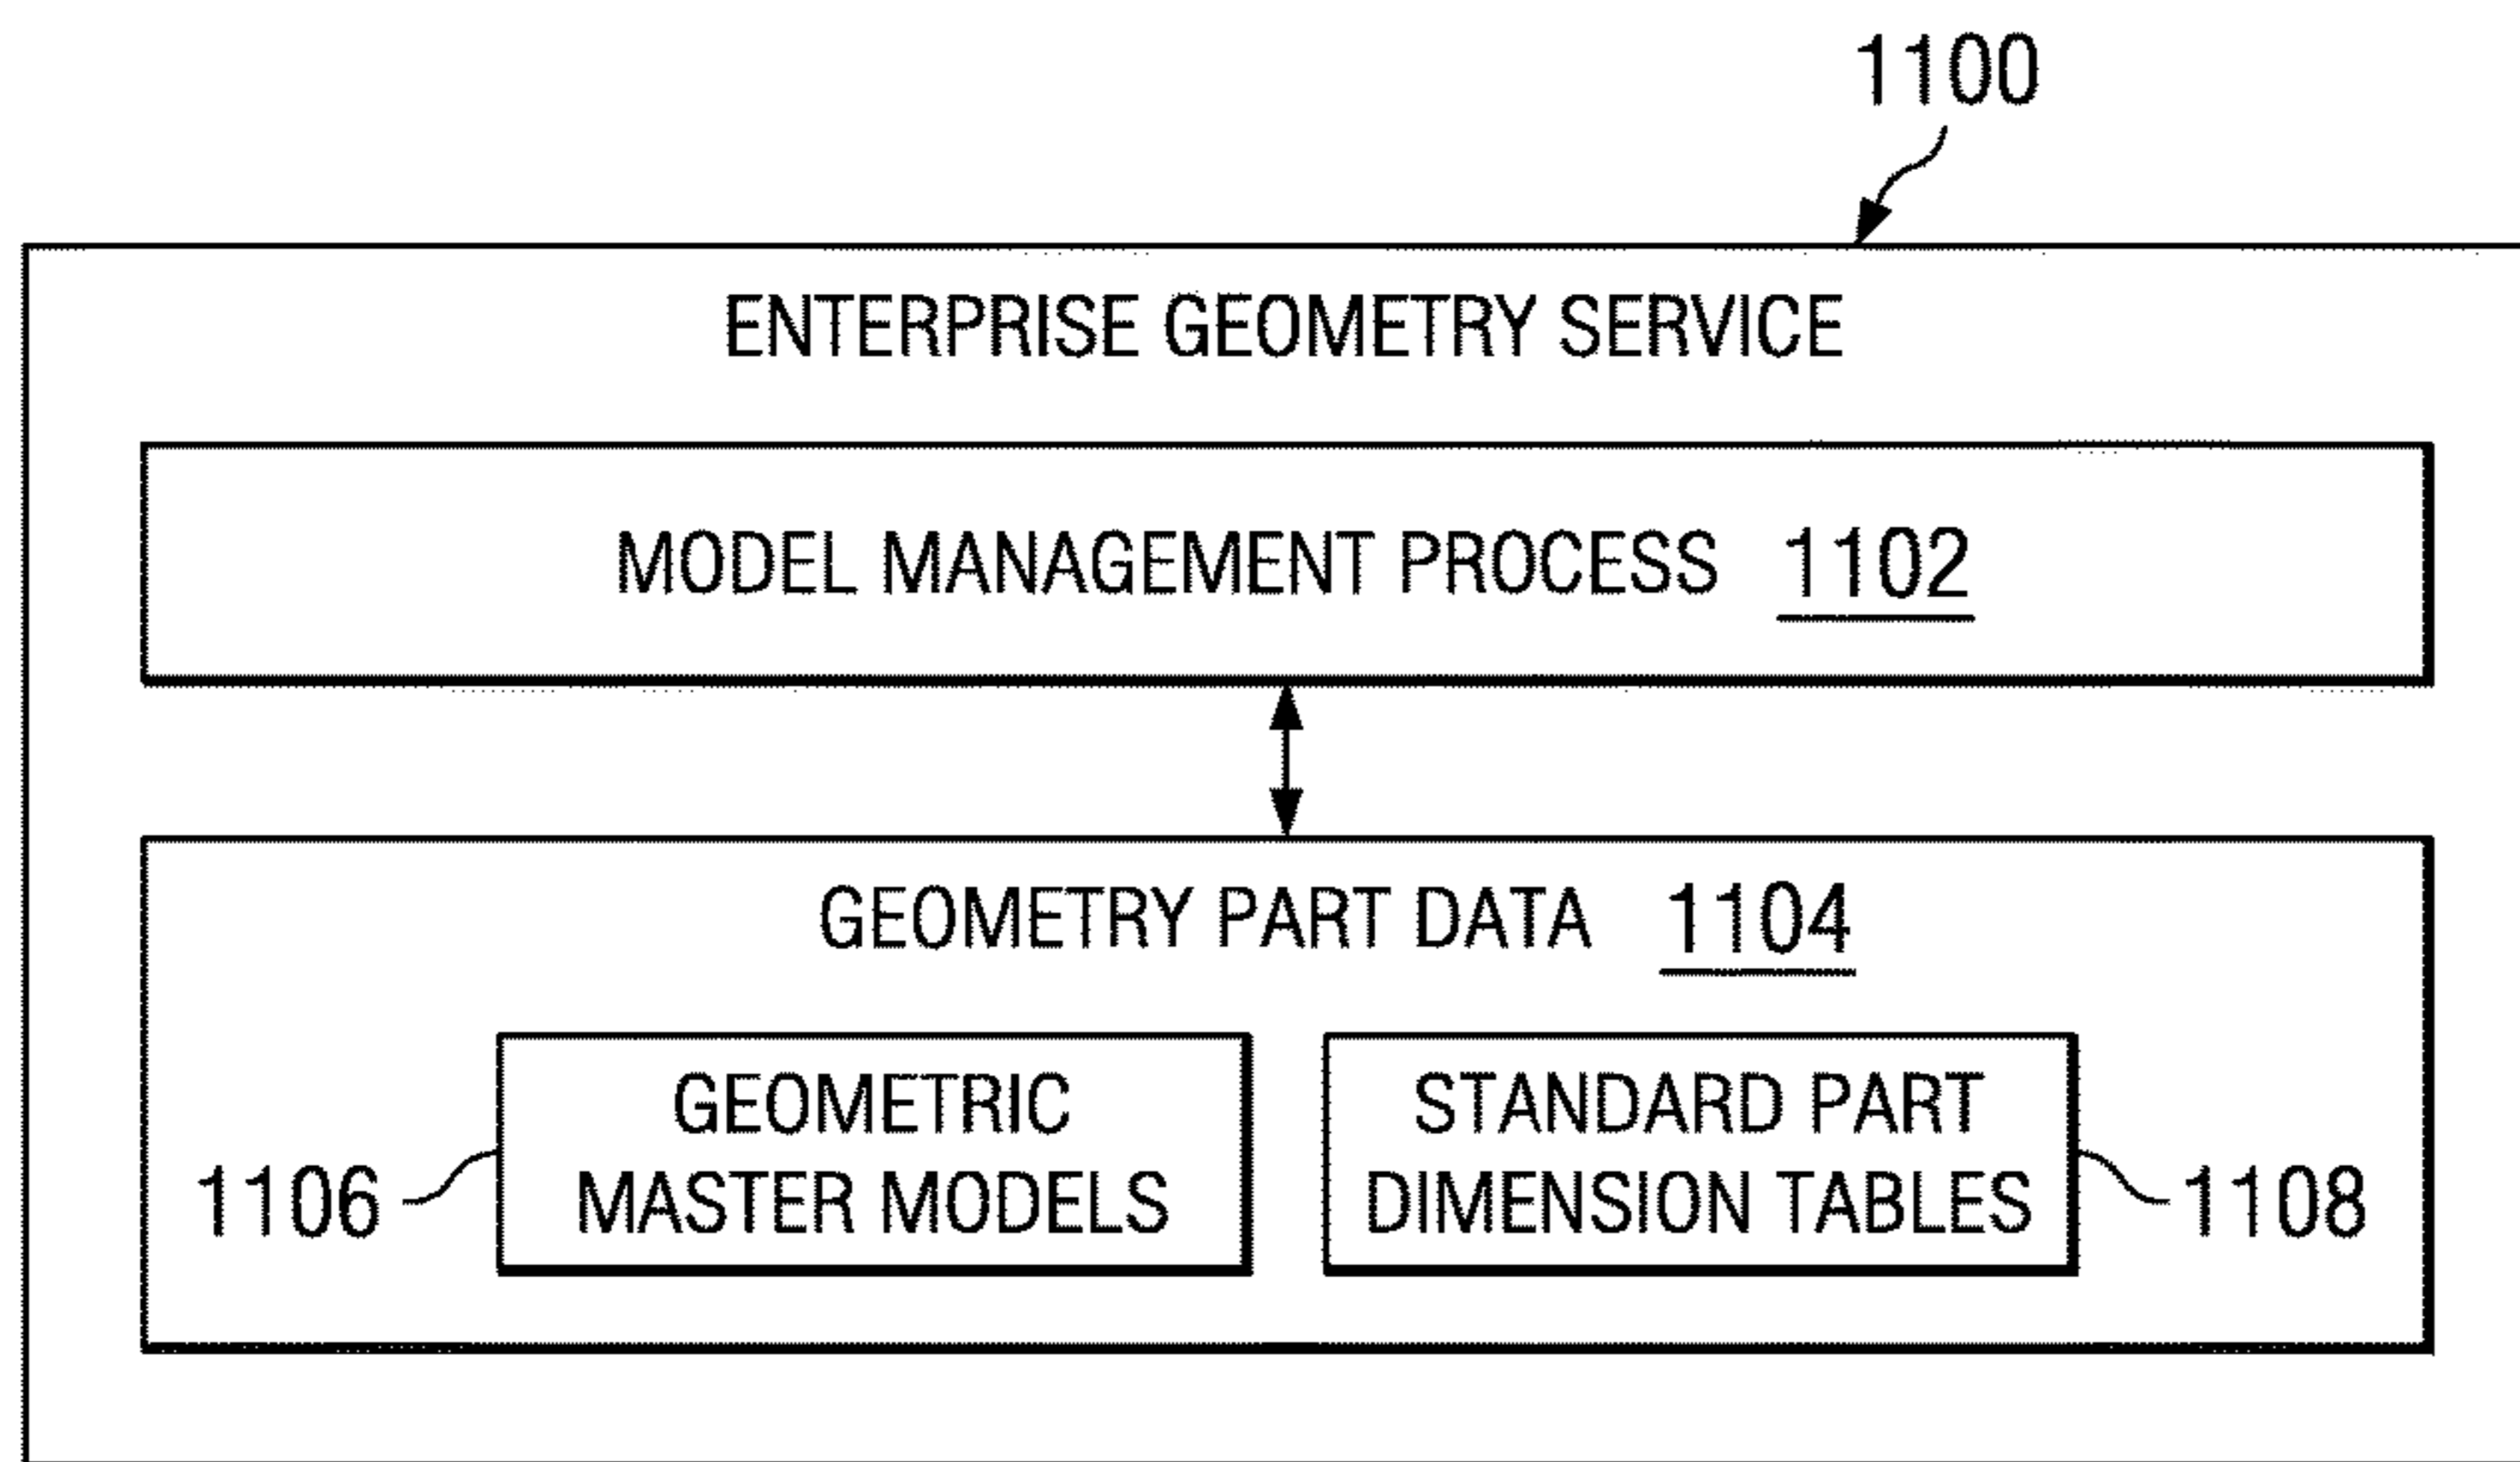 1100
ENTERPRISE GEOMETRY SERVICE
MODEL MANAGEMENT PROCESS 1102
GEOMETRY PART DATA 1104
GEOMETRIC
MASTER MODELS
1106
STANDARD PART
DIMENSION TABLES
1108